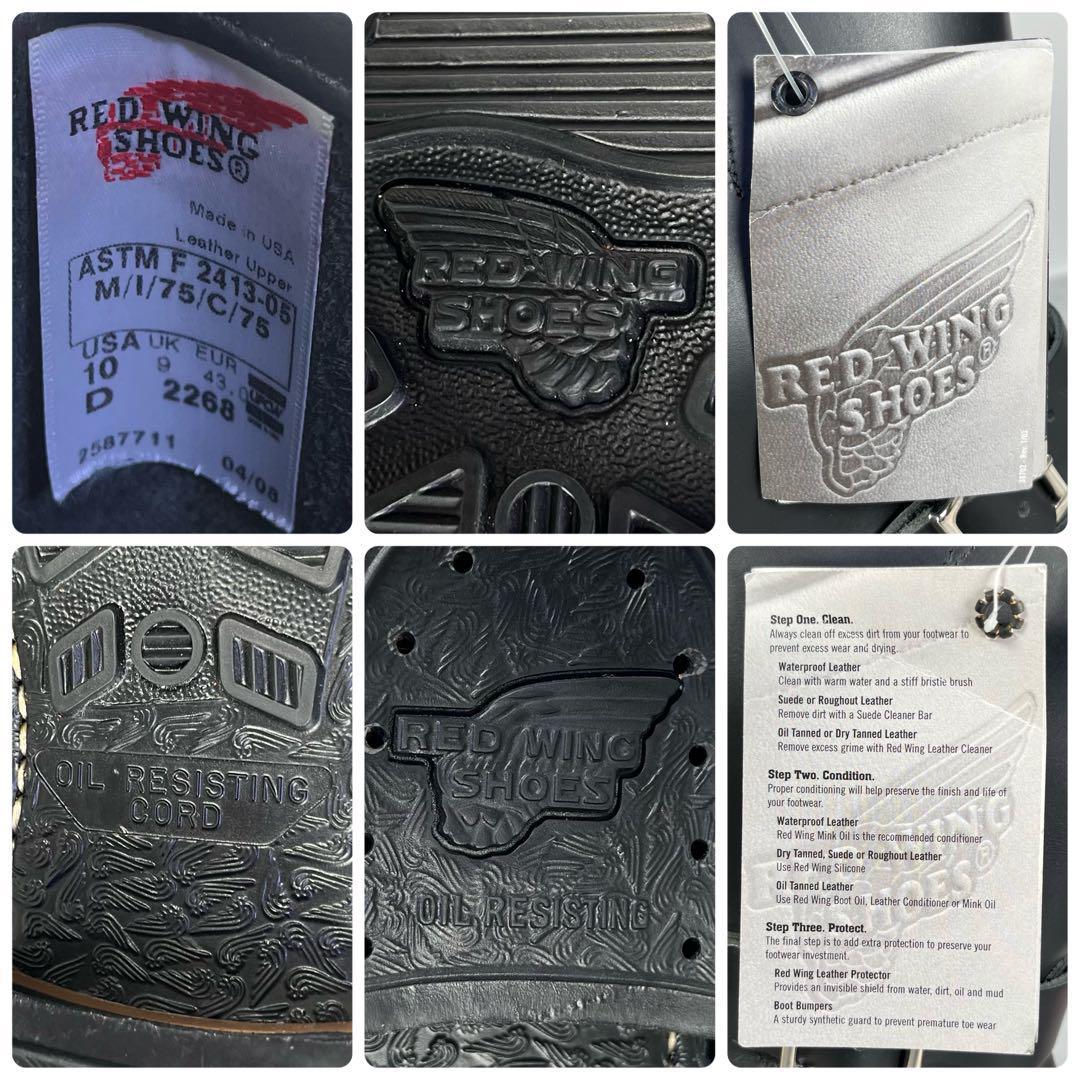 RED WING
SHOES®
Made in USA
Leather Upper
ASTM F 2413-05
M/I/75/C/75
USA UK EUR
10 9 43.0
D 2268
2587711 04/08
RED WING
SHOES
RED WING
SHOES®
OIL RESISTING
CORD
RED WING
SHOES
OIL RESISTING
Step One. Clean.
Always clean off excess dirt from your footwear to
prevent excess wear and drying.
Waterproof Leather
Clean with warm water and a stiff bristle brush
Suede or Roughout Leather
Remove dirt with a Suede Cleaner Bar
Oil Tanned or Dry Tanned Leather
Remove excess grime with Red Wing Leather Cleaner
Step Two. Condition.
Proper conditioning will help preserve the finish and life of
your footwear.
Waterproof Leather
Red Wing Mink Oil is the recommended conditioner
Dry Tanned, Suede or Roughout Leather
Use Red Wing Silicone
Oil Tanned Leather
Use Red Wing Boot Oil, Leather Conditioner or Mink Oil
Step Three. Protect.
The final step is to add extra protection to preserve your
footwear investment.
Red Wing Leather Protector
Provides an invisible shield from water, dirt, oil and mud
Boot Bumpers
A sturdy synthetic guard to prevent premature toe wear